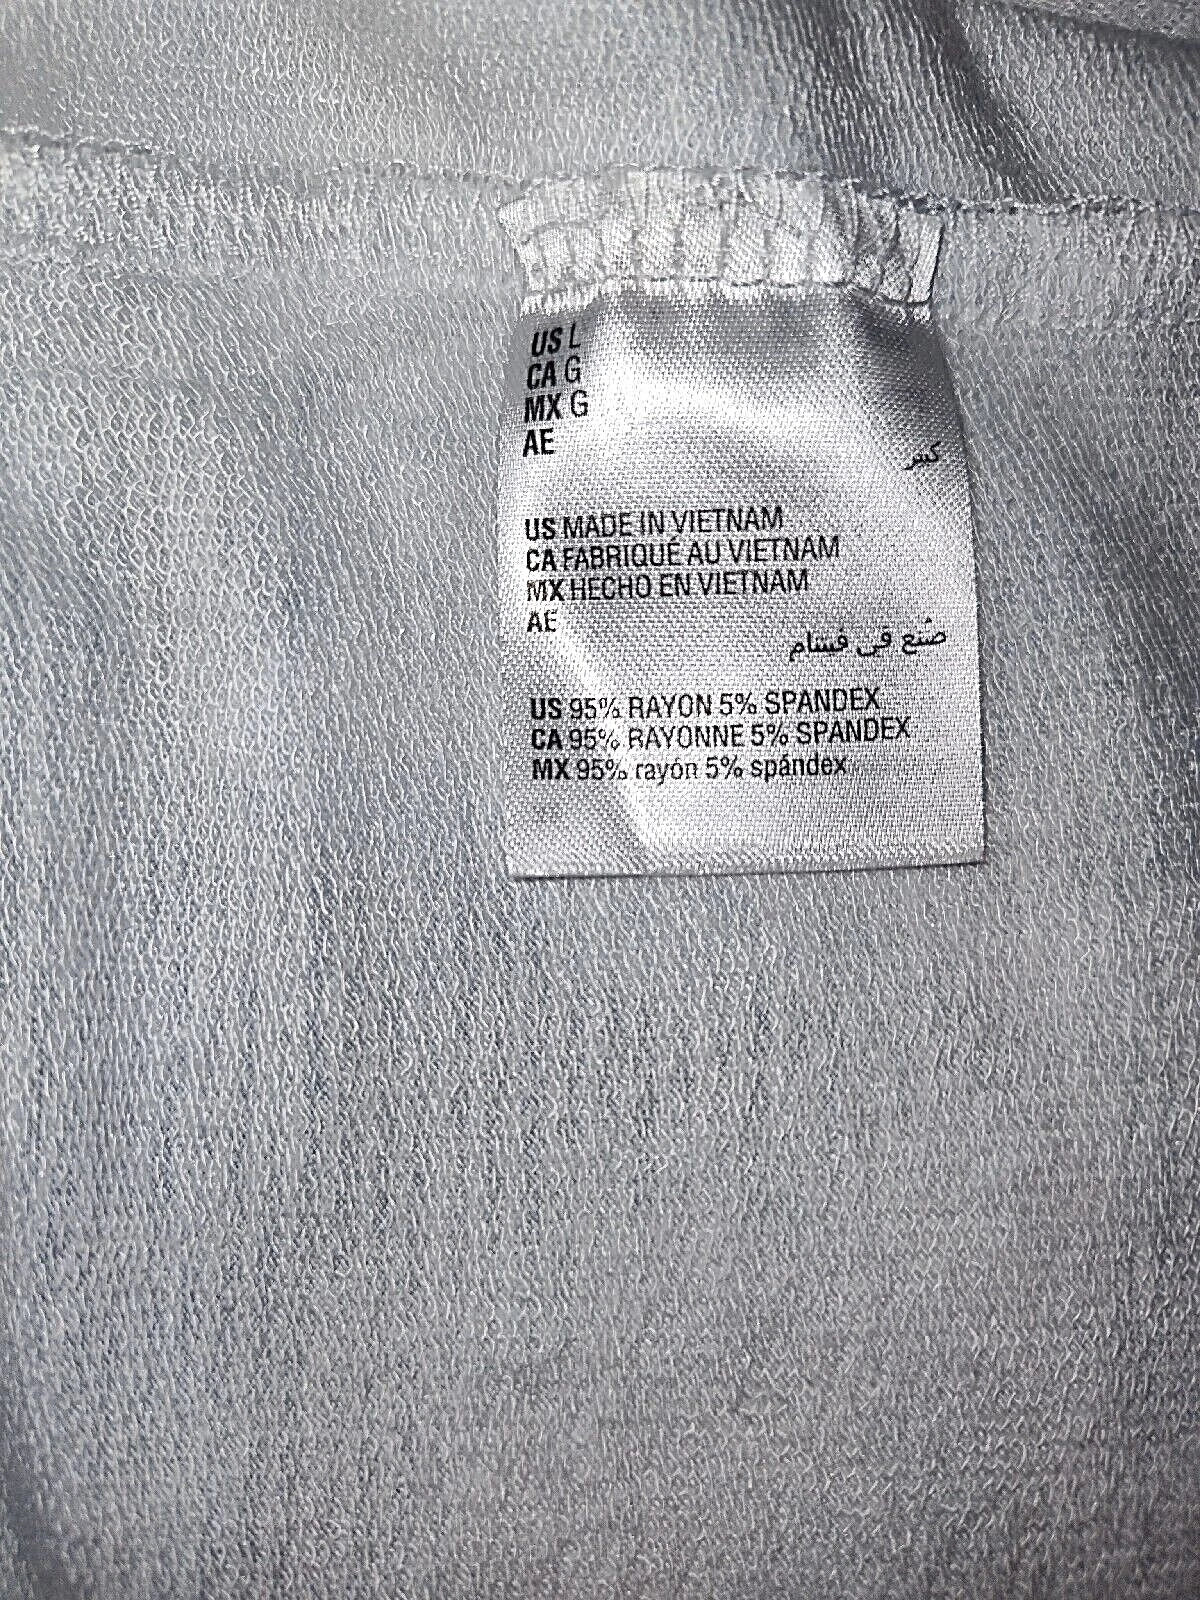 US L
CA G
MX G
AE
كبير
US MADE IN VIETNAM
CA FABRIQUÉ AU VIETNAM
MX HECHO EN VIETNAM
AE
صُنع في فيتنام
US 95% RAYON 5% SPANDEX
CA 95% RAYONNE 5% SPANDEX
MX 95% rayón 5% spándex